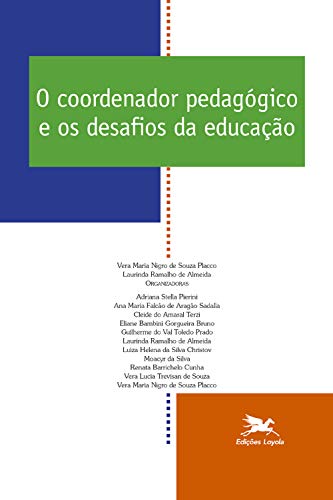 O coordenador pedagógico
e os desafios da educação
Vera Maria Nigro de Souza Placco
Laurinda Ramalho de Almeida
ORGANIZADORAS
Adriana Stella Pierini
Ana Maria Falcão de Aragão Sadalla
Cleide do Amaral Terzi
Eliane Bambini Gorgueira Bruno
Guilherme do Val Toledo Prado
Laurinda Ramalho de Almeida
Luiza Helena da Silva Christov
Moacyr da Silva
Renata Barrichelo Cunha
Vera Lucia Trevisan de Souza
Vera Maria Nigro de Souza Placco
Edições Loyola